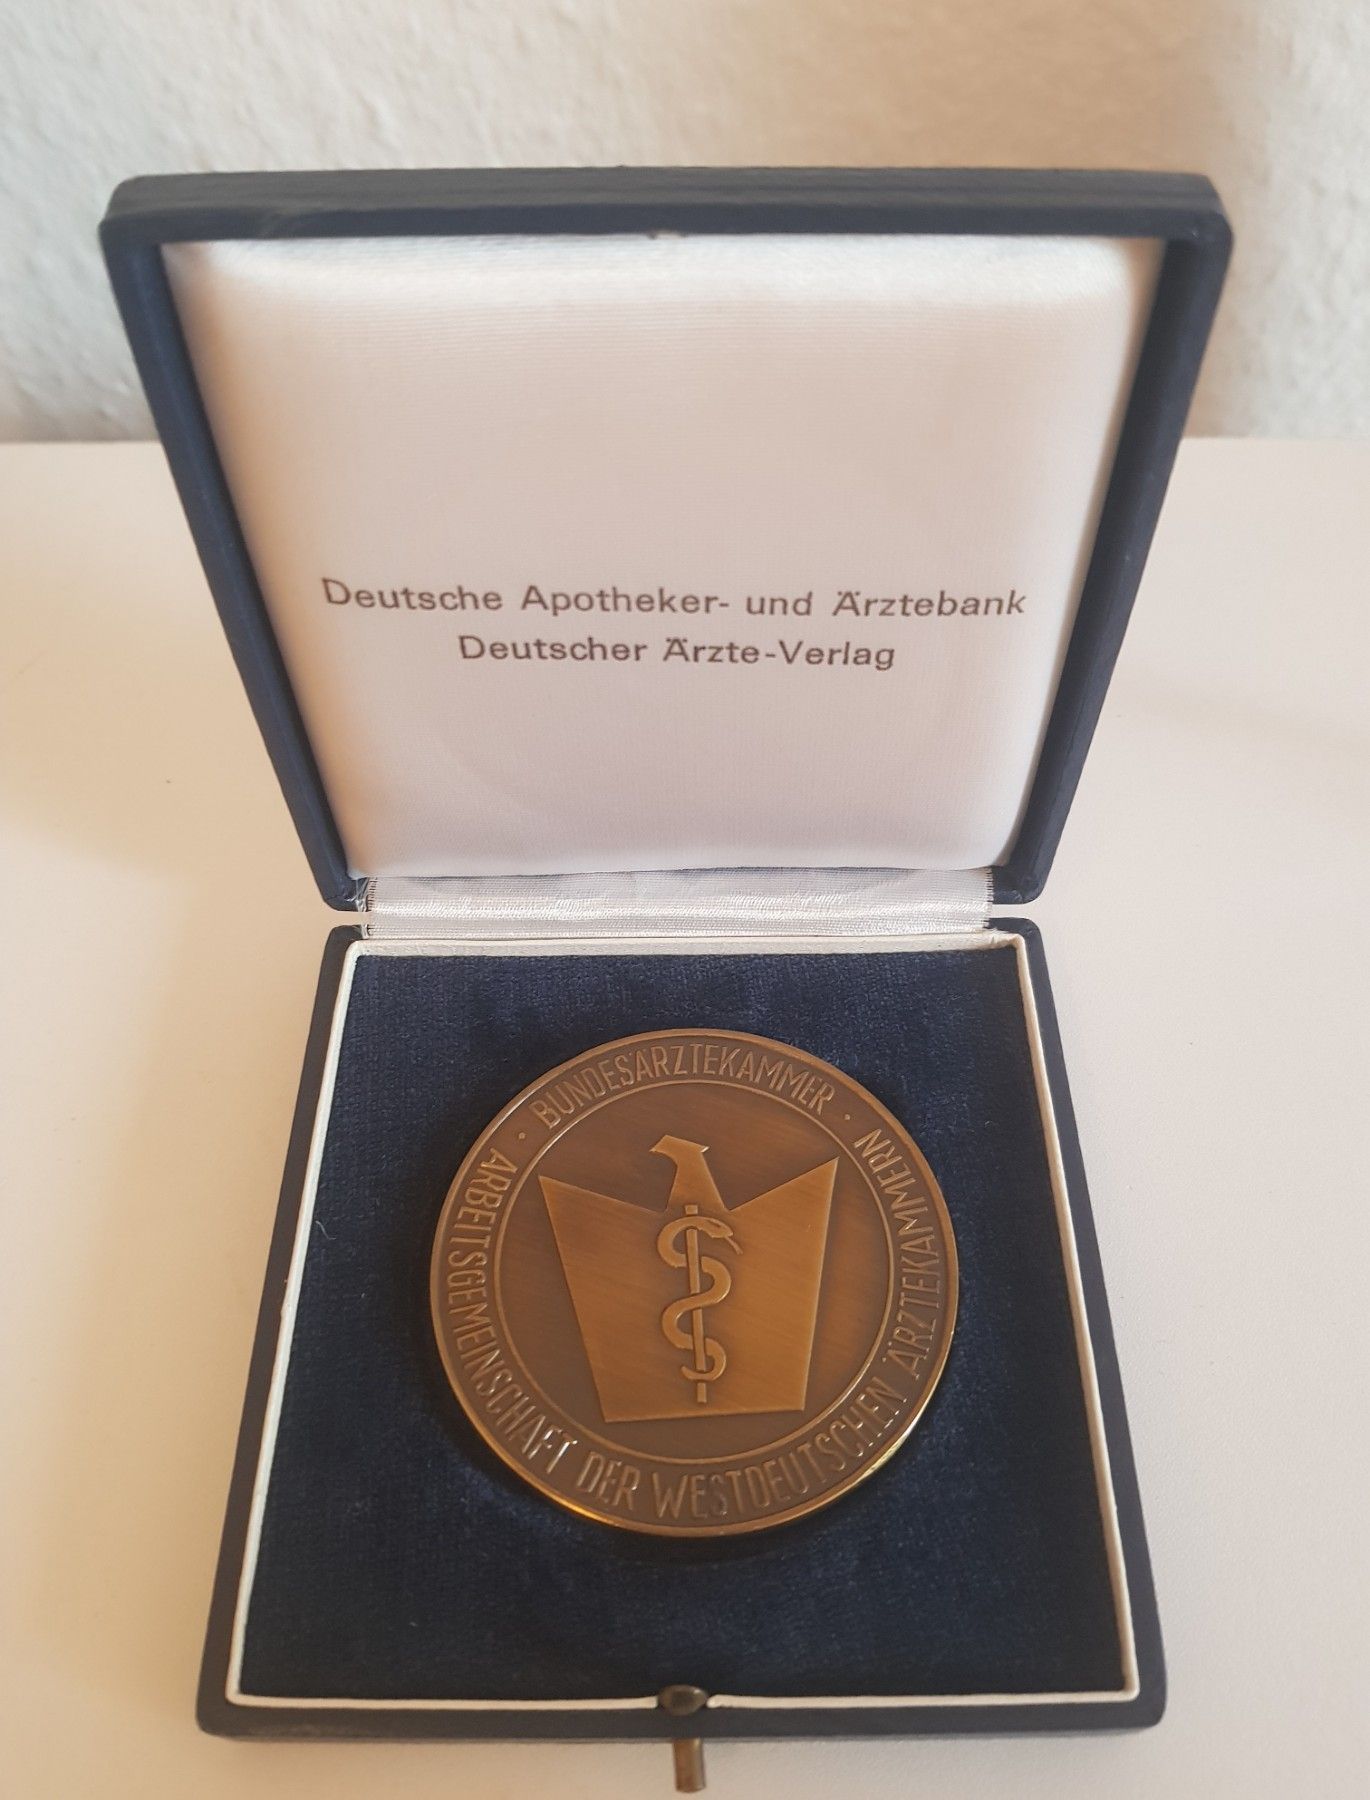 Deutsche Apotheker- und Ärztebank
Deutscher Ärzte-Verlag
· BUNDESÄRZTEKAMMER ·
ARBEITSGEMEINSCHAFT DER WESTDEUTSCHEN ÄRZTEKAMMERN